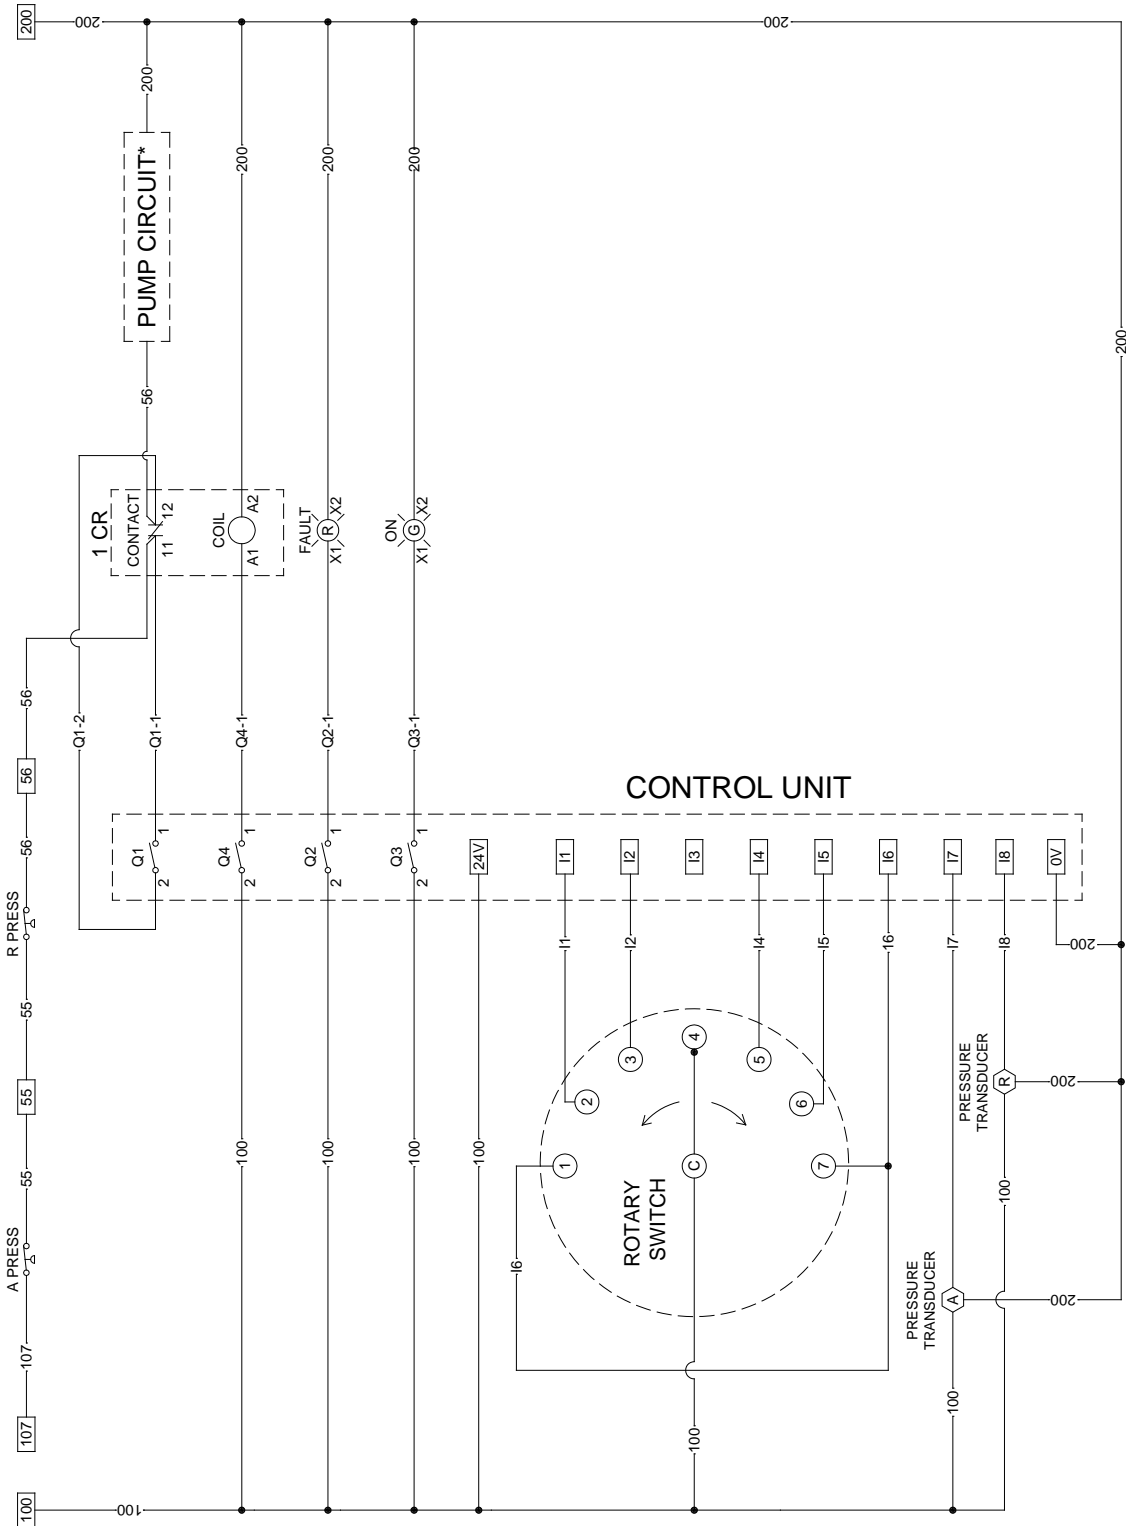 100
107
107
A PRESS
55
55
55
R PRESS
56
56
56
200
100
200
200
Q1-2
Q1
2
1
Q1-1
1 CR
CONTACT
11
12
56
PUMP CIRCUIT*
200
100
Q4
2
1
Q4-1
COIL
A1
A2
200
100
Q2
2
1
Q2-1
FAULT
X1
R
X2
200
100
Q3
2
1
Q3-1
ON
X1
G
X2
200
100
24V
CONTROL UNIT
I6
1
2
I1
I1
3
I2
I2
ROTARY
SWITCH
100
C
4
I3
5
I4
I4
6
I5
I5
7
16
I6
PRESSURE
TRANSDUCER
100
A
I7
I7
PRESSURE
TRANSDUCER
100
R
I8
I8
0V
200
200
200
200